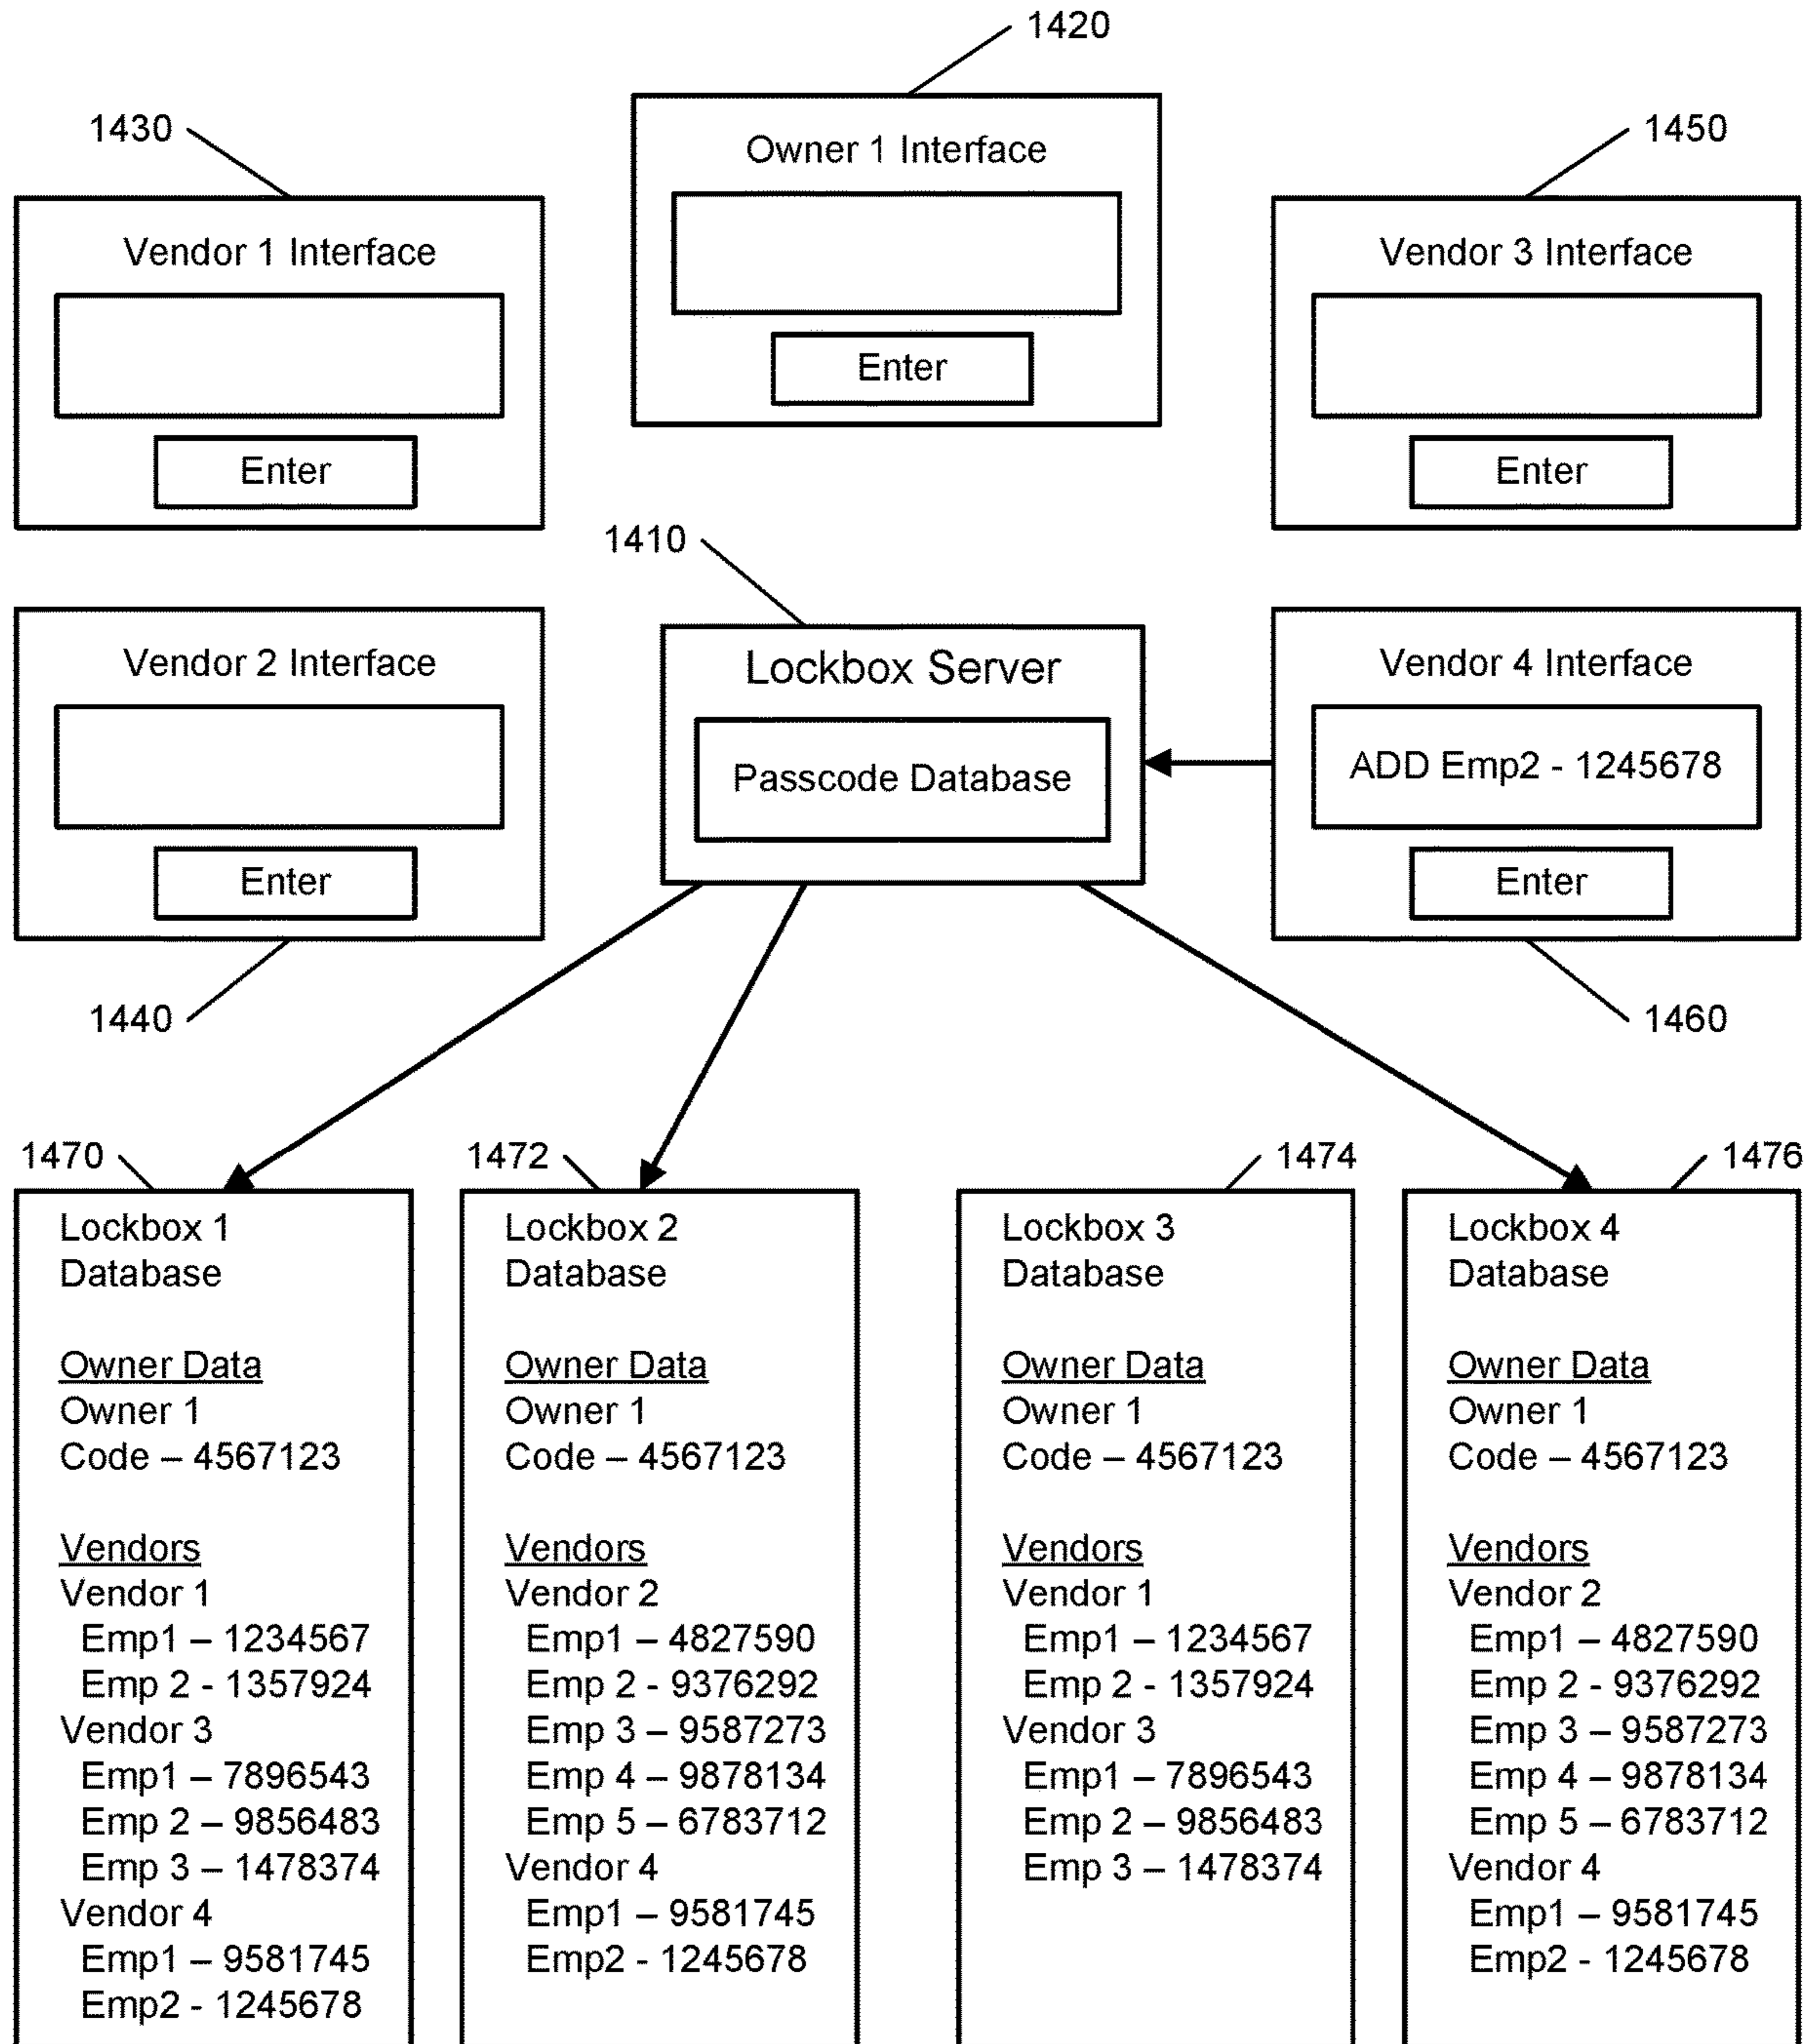 1420
1430
Owner 1 Interface
1450
Vendor 1 Interface
Vendor 3 Interface
Enter
Enter
Enter
1410
Vendor 2 Interface
Lockbox Server
Vendor 4 Interface
Passcode Database
ADD Emp2 - 1245678
Enter
Enter
1440
1460
1470
1472
1474
1476
Lockbox 1
Database
Owner Data
Owner 1
Code – 4567123
Vendors
Vendor 1
Emp1 – 1234567
Emp 2 - 1357924
Vendor 3
Emp1 – 7896543
Emp 2 – 9856483
Emp 3 – 1478374
Vendor 4
Emp1 – 9581745
Emp2 - 1245678
Lockbox 2
Database
Owner Data
Owner 1
Code – 4567123
Vendors
Vendor 2
Emp1 – 4827590
Emp 2 - 9376292
Emp 3 – 9587273
Emp 4 – 9878134
Emp 5 – 6783712
Vendor 4
Emp1 – 9581745
Emp2 - 1245678
Lockbox 3
Database
Owner Data
Owner 1
Code – 4567123
Vendors
Vendor 1
Emp1 – 1234567
Emp 2 - 1357924
Vendor 3
Emp1 – 7896543
Emp 2 – 9856483
Emp 3 – 1478374
Lockbox 4
Database
Owner Data
Owner 1
Code – 4567123
Vendors
Vendor 2
Emp1 – 4827590
Emp 2 - 9376292
Emp 3 – 9587273
Emp 4 – 9878134
Emp 5 – 6783712
Vendor 4
Emp1 – 9581745
Emp2 - 1245678